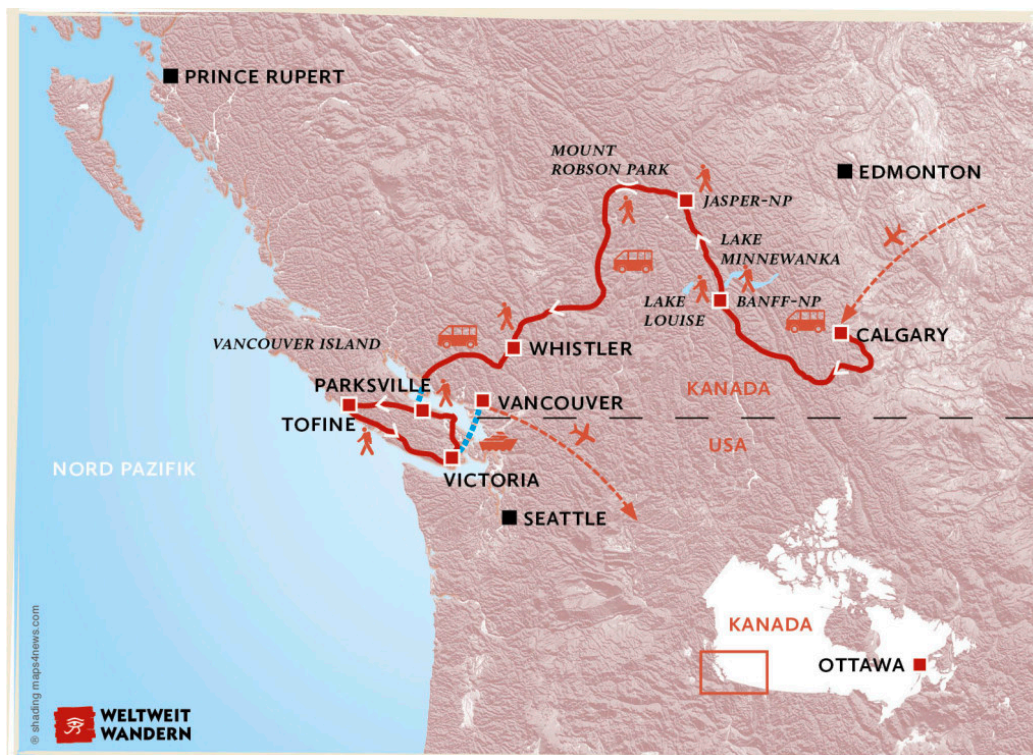 PRINCE RUPERT
MOUNT
ROBSON PARK
EDMONTON
JASPER-NP
LAKE
MINNEWANKA
LAKE
LOUISE
BANFF-NP
CALGARY
VANCOUVER ISLAND
WHISTLER
PARKSVILLE
KANADA
VANCOUVER
TOFINE
USA
NORD PAZIFIK
VICTORIA
SEATTLE
KANADA
OTTAWA
© shading maps4news.com
WELTWEIT
WANDERN